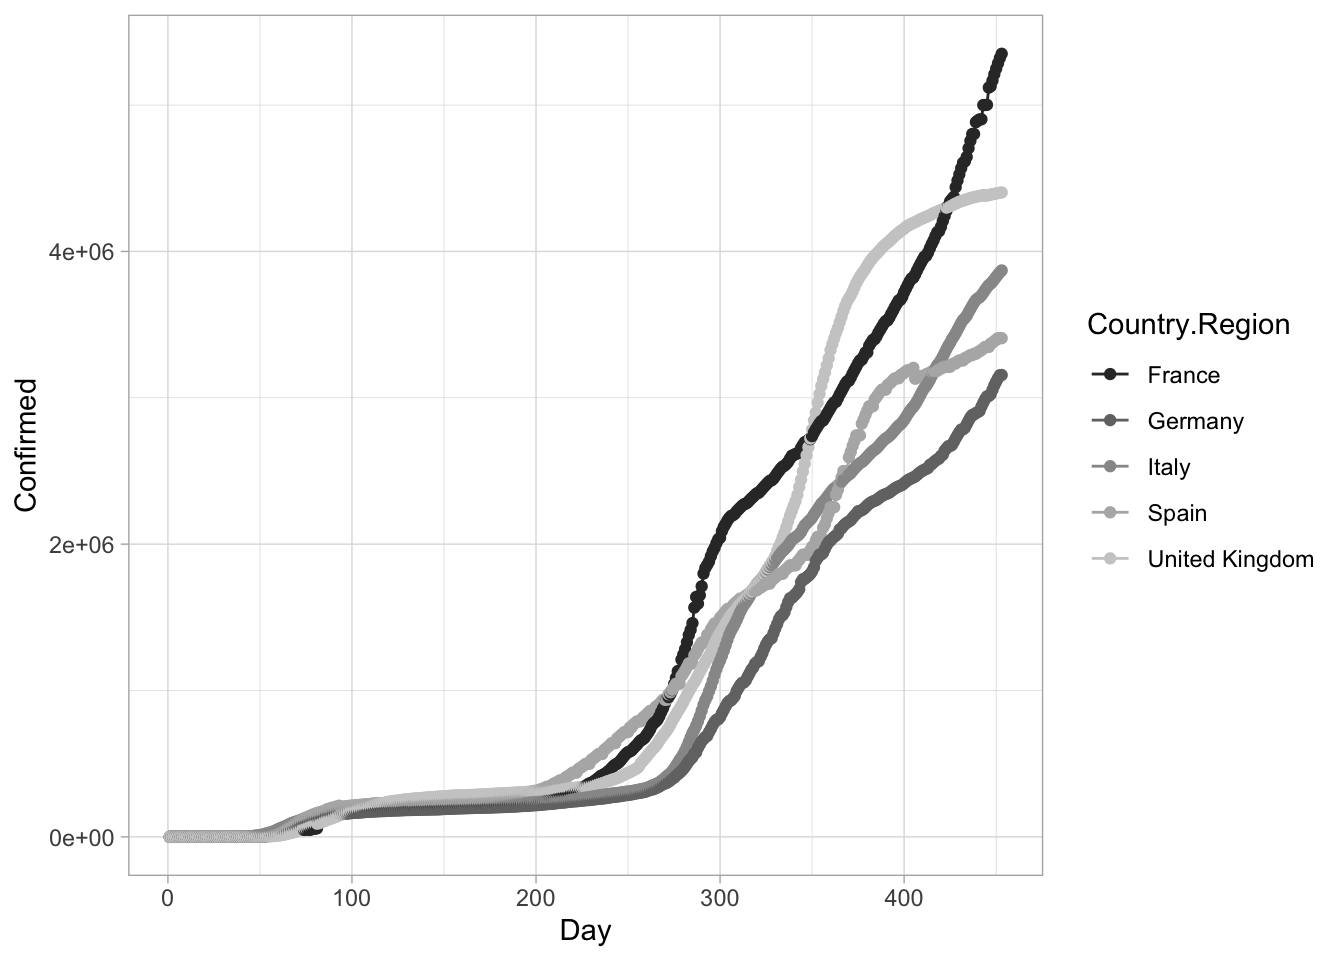 4e+06
2e+06
0e+00
Confirmed
0
100
200
300
400
Day
Country.Region
France
Germany
Italy
Spain
United Kingdom